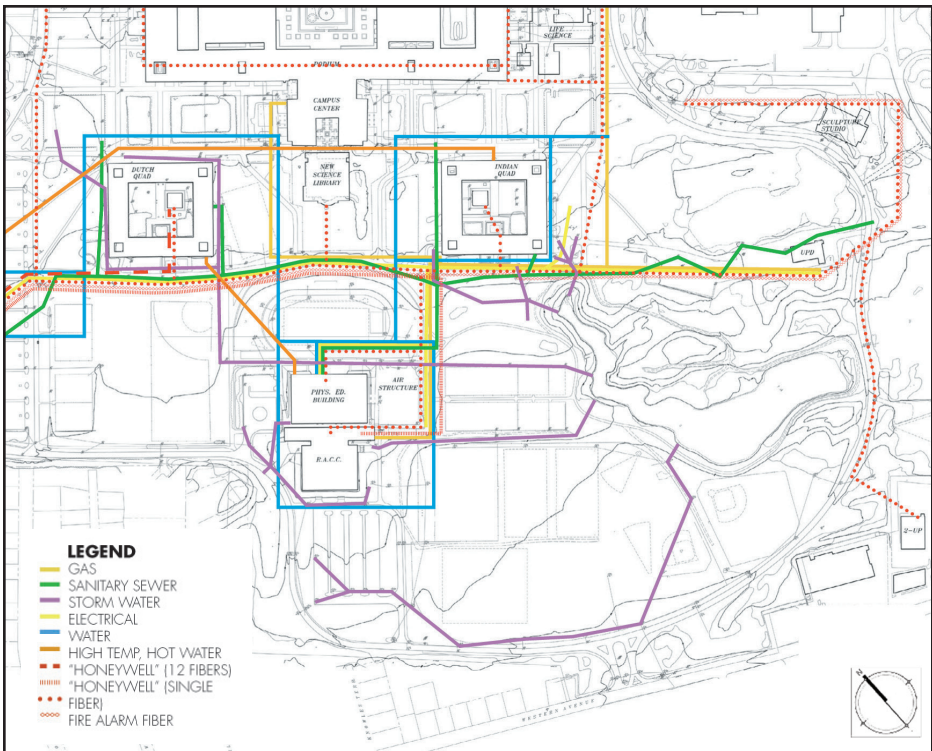 LIFE
SCIENCE
PODIUM
CAMPUS
CENTER
SCULPTURE
STUDIO
DUTCH
QUAD
NEW
SCIENCE
LIBRARY
INDIAN
QUAD
UPD
PHYS. ED.
BUILDING
AIR
STRUCTURE
R.A.C.C.
2-UP
LEGEND
GAS
SANITARY SEWER
STORM WATER
ELECTRICAL
WATER
HIGH TEMP, HOT WATER
"HONEYWELL" (12 FIBERS)
"HONEYWELL" (SINGLE
FIBER)
FIRE ALARM FIBER
WESTERN AVENUE
N